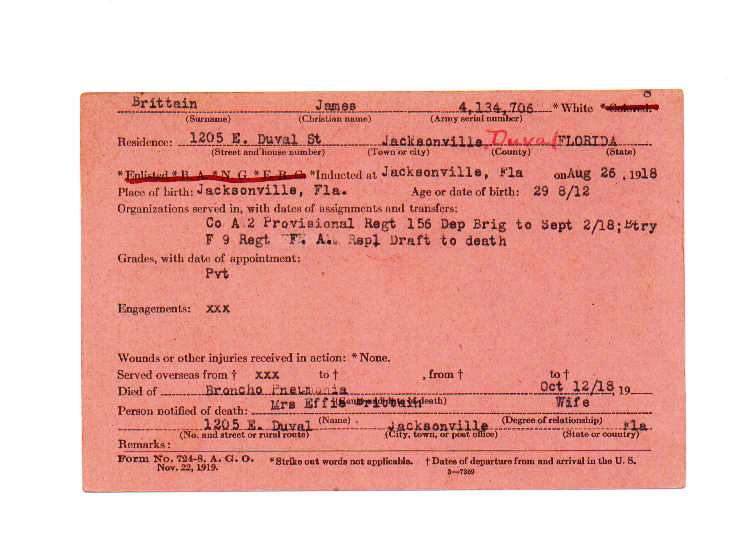 8
Brittain James 4,134,706 * White * Colored.
(Surname) (Christian name) (Army serial number)
Residence: 1205 E. Duval St Jacksonville, Duval FLORIDA
(Street and house number) (Town or city) (County) (State)
* Enlisted * R. A. * N. G. * E. R. C. * Inducted at Jacksonville, Fla on Aug 26 , 1918
Place of birth: Jacksonville, Fla. Age or date of birth: 29 8/12
Organizations served in, with dates of assignments and transfers:
Co A 2 Provisional Regt 156 Dep Brig to Sept 2/18; Btry
F 9 Regt F. A. Repl Draft to death
Grades, with date of appointment:
Pvt
Engagements: xxx
Wounds or other injuries received in action: * None.
Served overseas from † xxx to † , from † to †
Died of Broncho Pneumonia Oct 12/18 , 19
(Cause and date of death)
Person notified of death: Mrs Effie Brittain Wife
(Name) (Degree of relationship)
1205 E. Duval Jacksonville Fla
(No. and street or rural route) (City, town, or post office) (State or country)
Remarks:
Form No. 724-8, A. G. O. * Strike out words not applicable. † Dates of departure from and arrival in the U. S.
Nov. 22, 1919. 3—7369